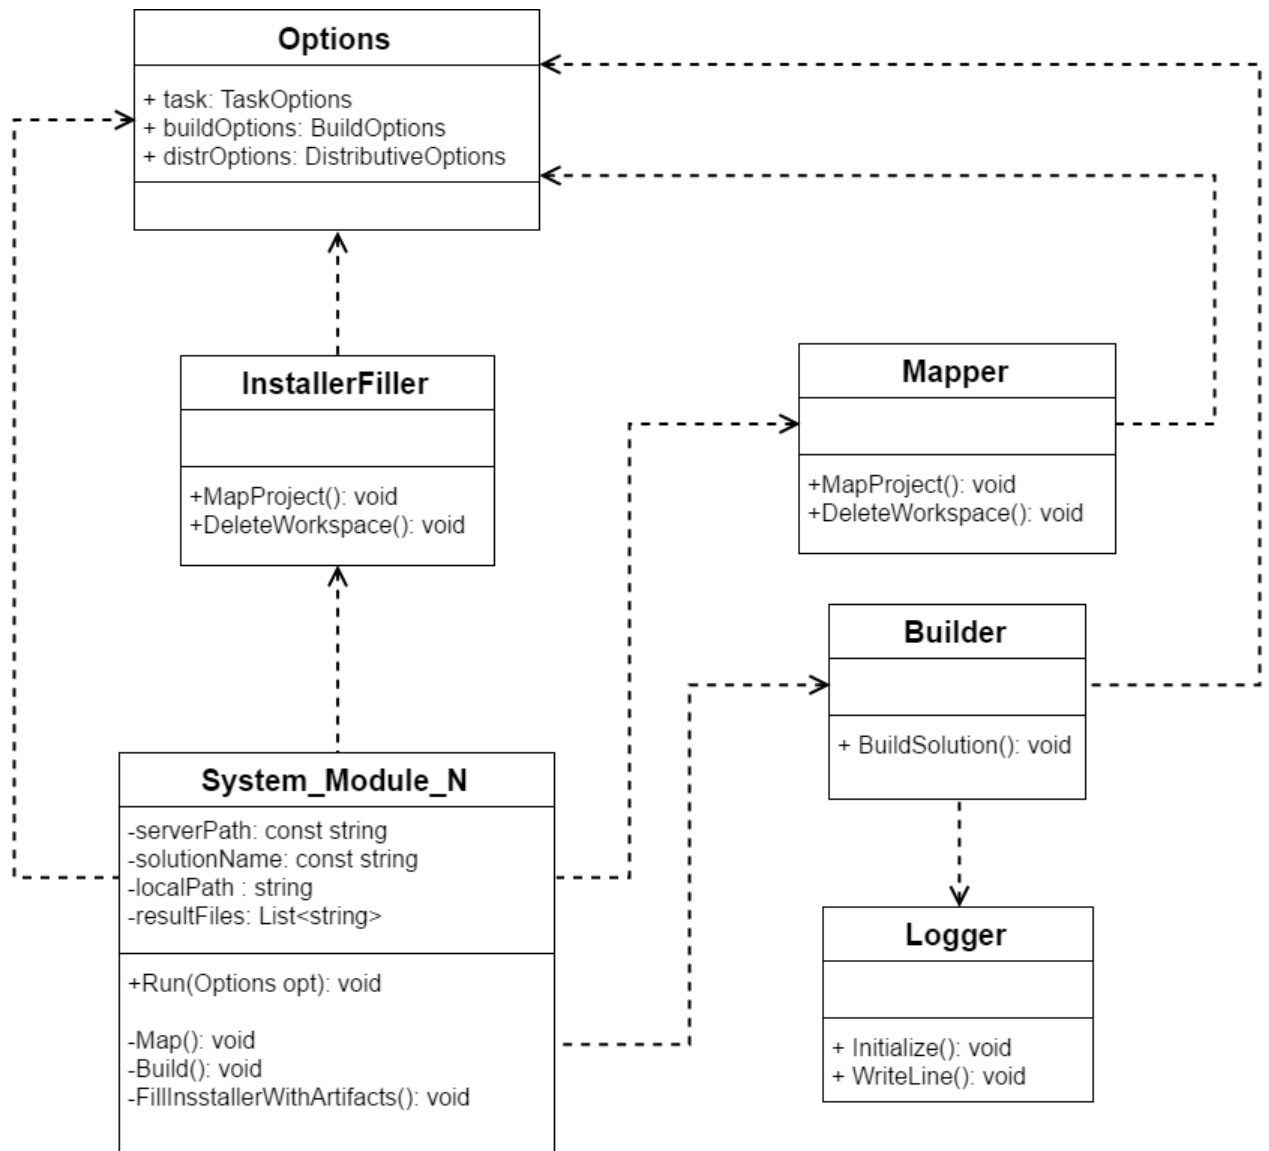 Options
+ task: TaskOptions
+ buildOptions: BuildOptions
+ distrOptions: DistributiveOptions
InstallerFiller
+MapProject(): void
+DeleteWorkspace(): void
Mapper
+MapProject(): void
+DeleteWorkspace(): void
Builder
+ BuildSolution(): void
System_Module_N
-serverPath: const string
-solutionName: const string
-localPath : string
-resultFiles: List<string>
+Run(Options opt): void
-Map(): void
-Build(): void
-FillInsstallerWithArtifacts(): void
Logger
+ Initialize(): void
+ WriteLine(): void